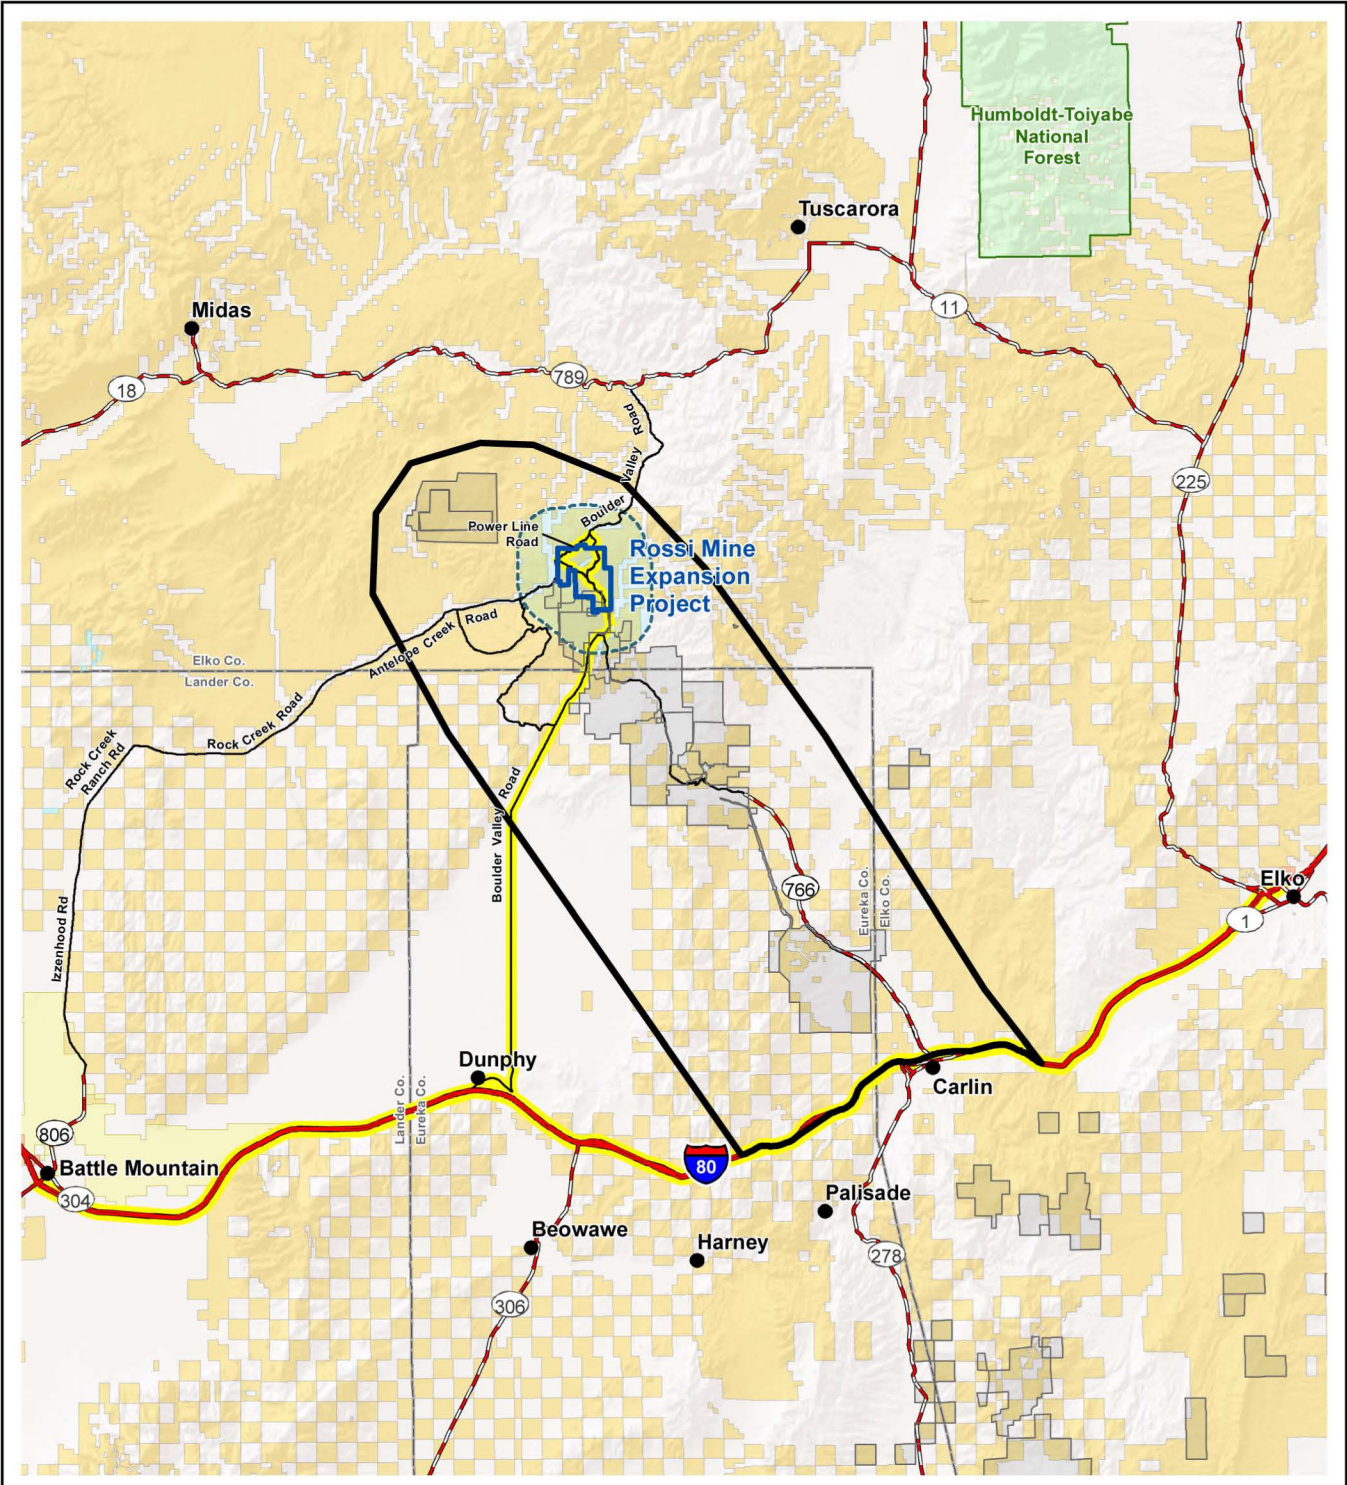 Humboldt-Toiyabe
National
Forest
Tuscarora
Midas
11
789
18
Boulder Valley Road
225
Power Line
Road
Rossi Mine
Expansion
Project
Antelope Creek Road
Elko Co.
Lander Co.
Rock Creek Road
Rock Creek
Ranch Rd
Boulder Valley Road
766
Eureka Co.
Elko Co.
Elko
1
Izzenhood Rd
Dunphy
Carlin
Lander Co.
Eureka Co.
806
Battle Mountain
80
304
Palisade
Beowawe
Harney
278
306